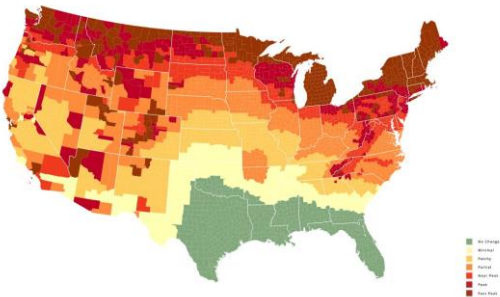 No Change
Minimal
Patchy
Partial
Near Peak
Peak
Past Peak